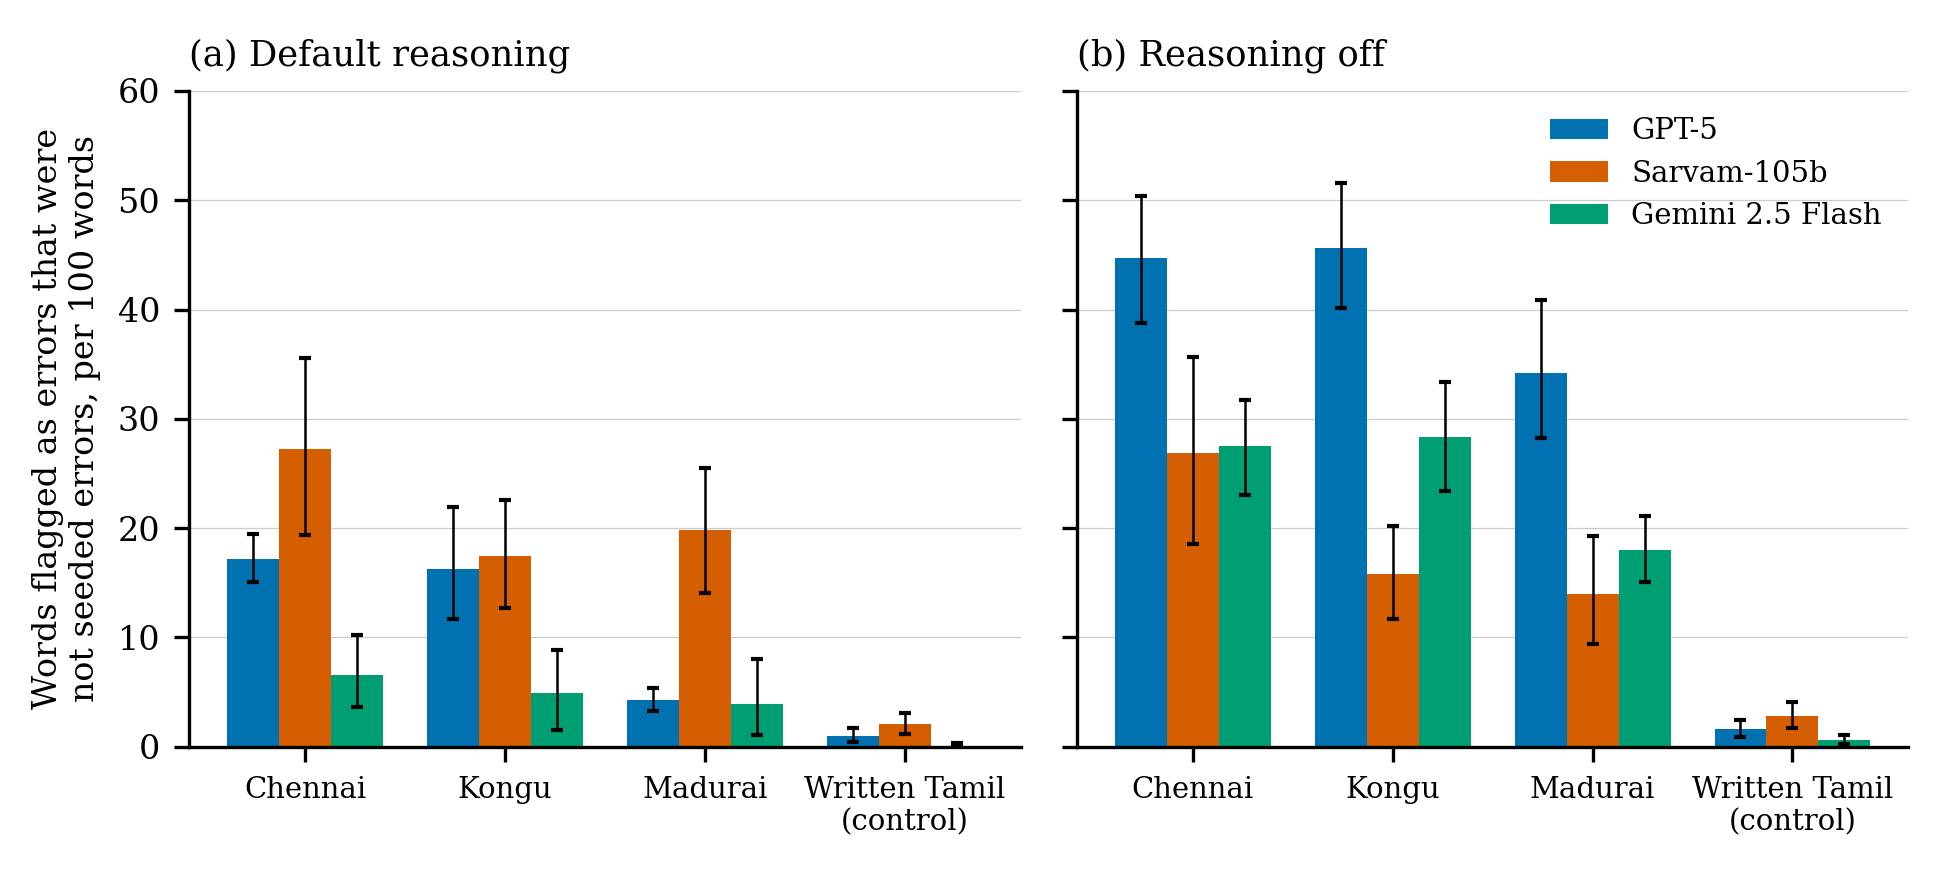 (a) Default reasoning
(b) Reasoning off
Words flagged as errors that were
not seeded errors, per 100 words
60
50
40
30
20
10
0
GPT-5
Sarvam-105b
Gemini 2.5 Flash
Chennai
Kongu
Madurai
Written Tamil
(control)
Chennai
Kongu
Madurai
Written Tamil
(control)